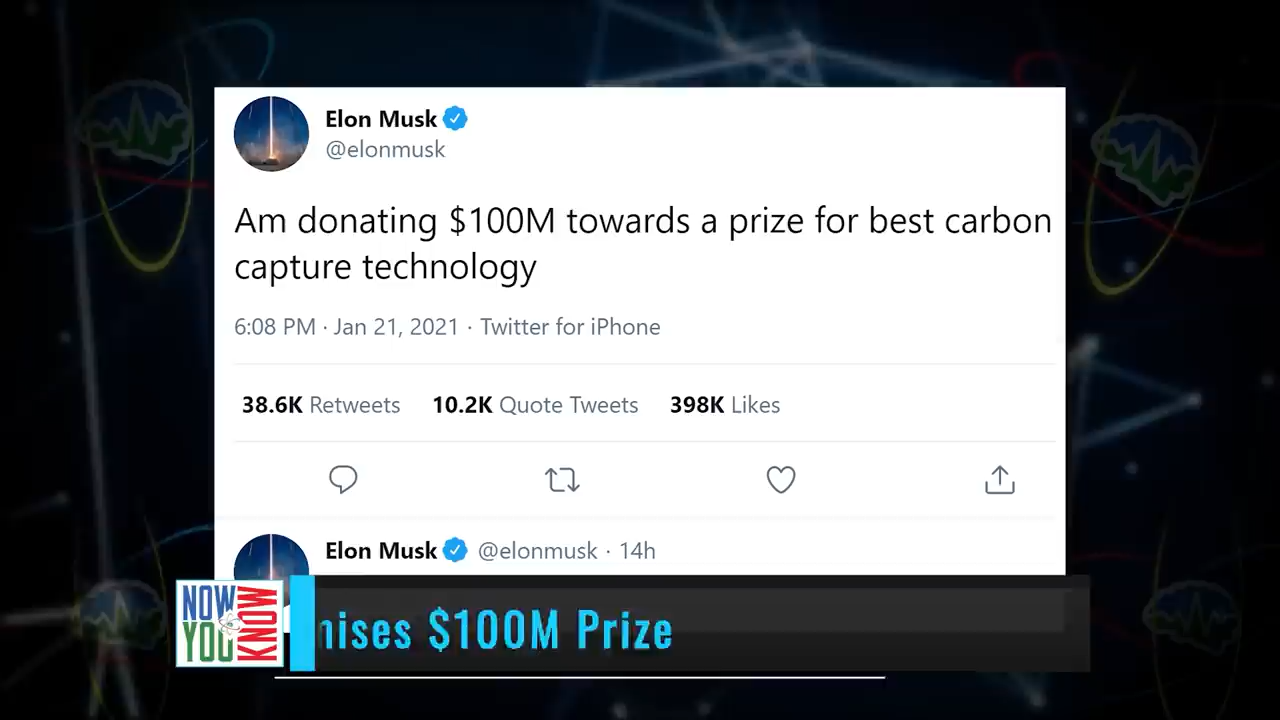 Elon Musk
@elonmusk
Am donating $100M towards a prize for best carbon
capture technology
6:08 PM · Jan 21, 2021 · Twitter for iPhone
38.6K Retweets 10.2K Quote Tweets 398K Likes
Elon Musk @elonmusk · 14h
NOW
YOU
KNOW
$100M Prize